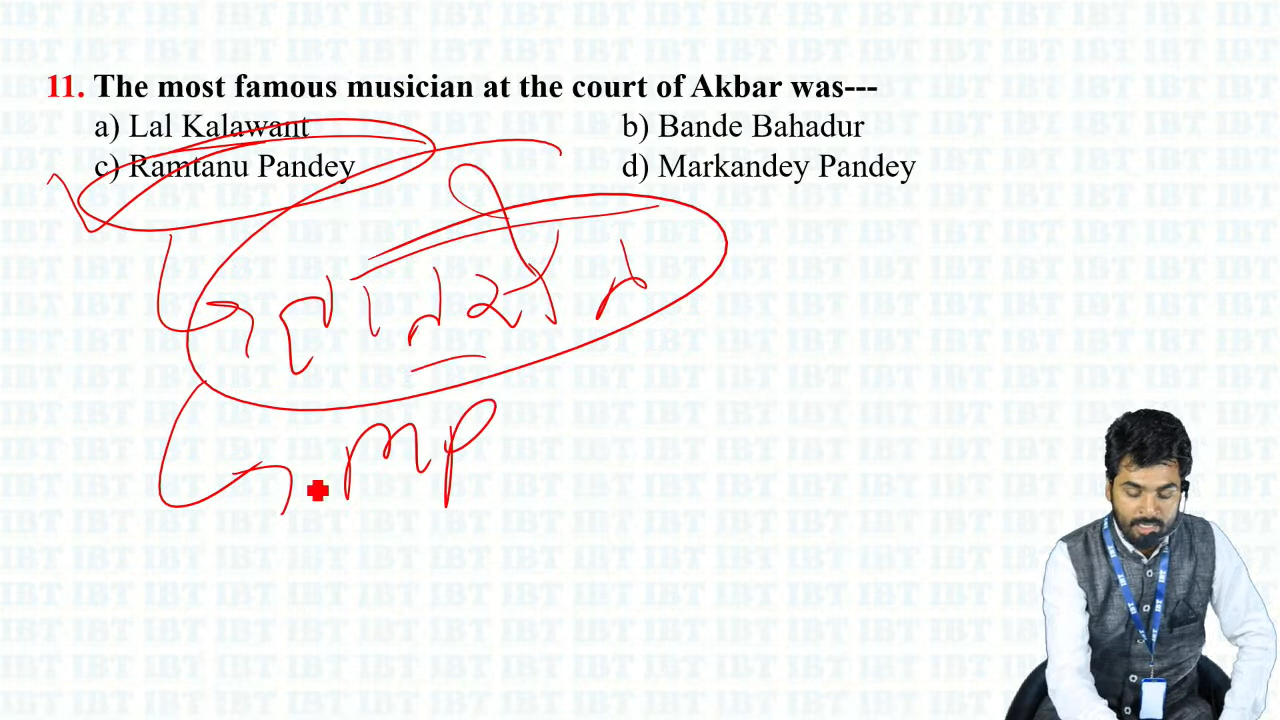 11. The most famous musician at the court of Akbar was---
a) Lal Kalawant b) Bande Bahadur
c) Ramtanu Pandey d) Markandey Pandey
MP